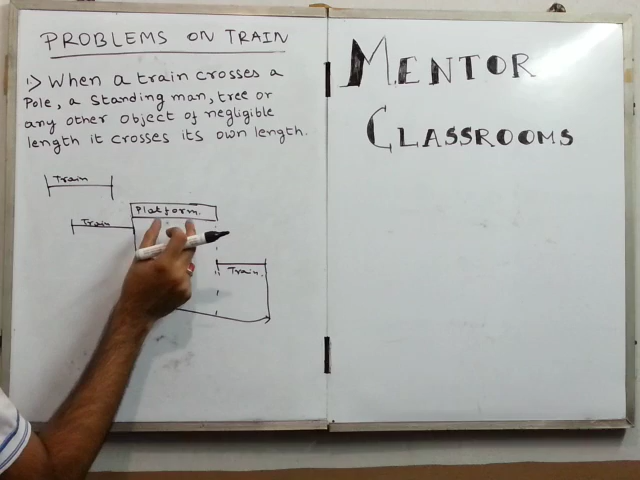 PROBLEMS ON TRAIN
1) When a train crosses a
Pole, a standing man, tree or
any other object of negligible
length it crosses its own length.
Train
Platform.
Train
Train.
MENTOR
CLASSROOMS